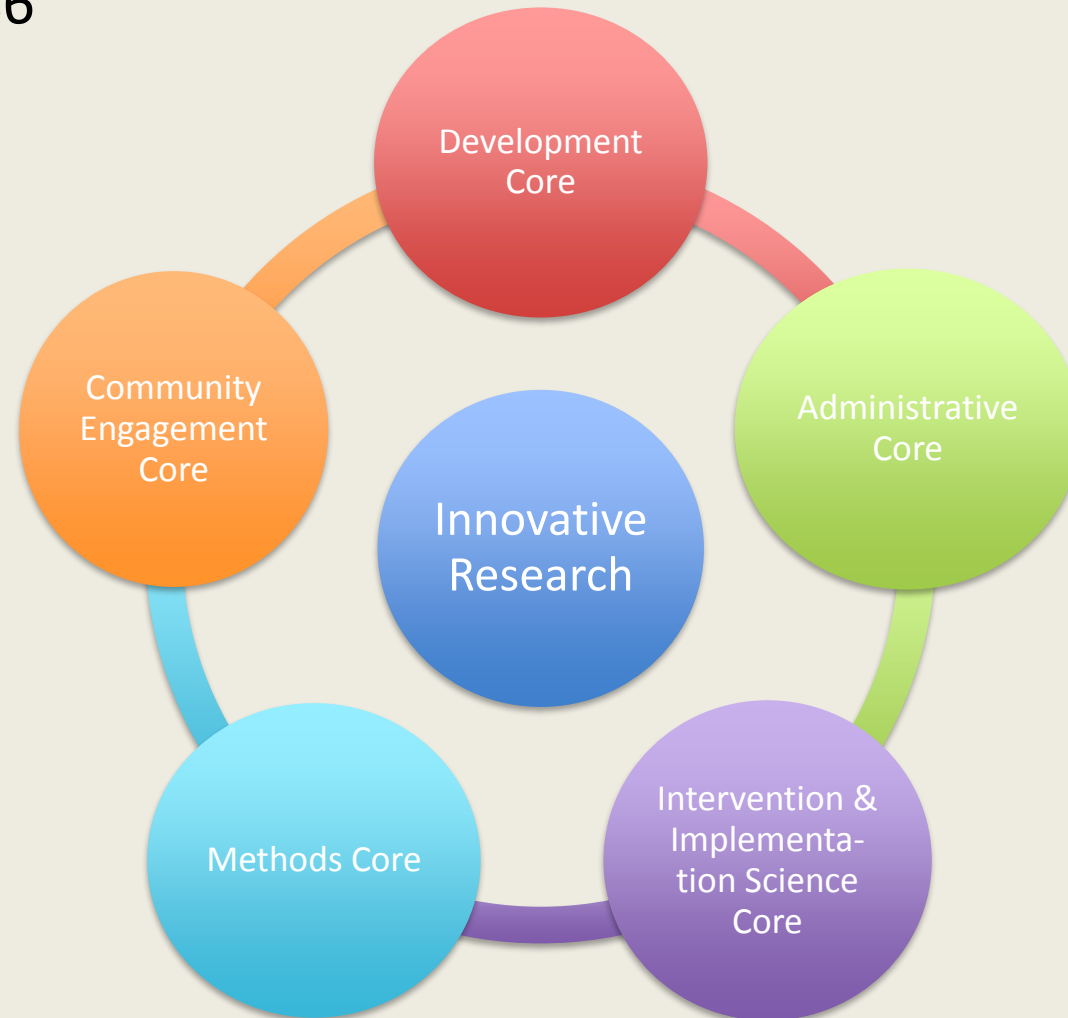 6
Development
Core
Administrative
Core
Intervention &
Implementa-
tion Science
Core
Methods Core
Community
Engagement
Core
Innovative
Research